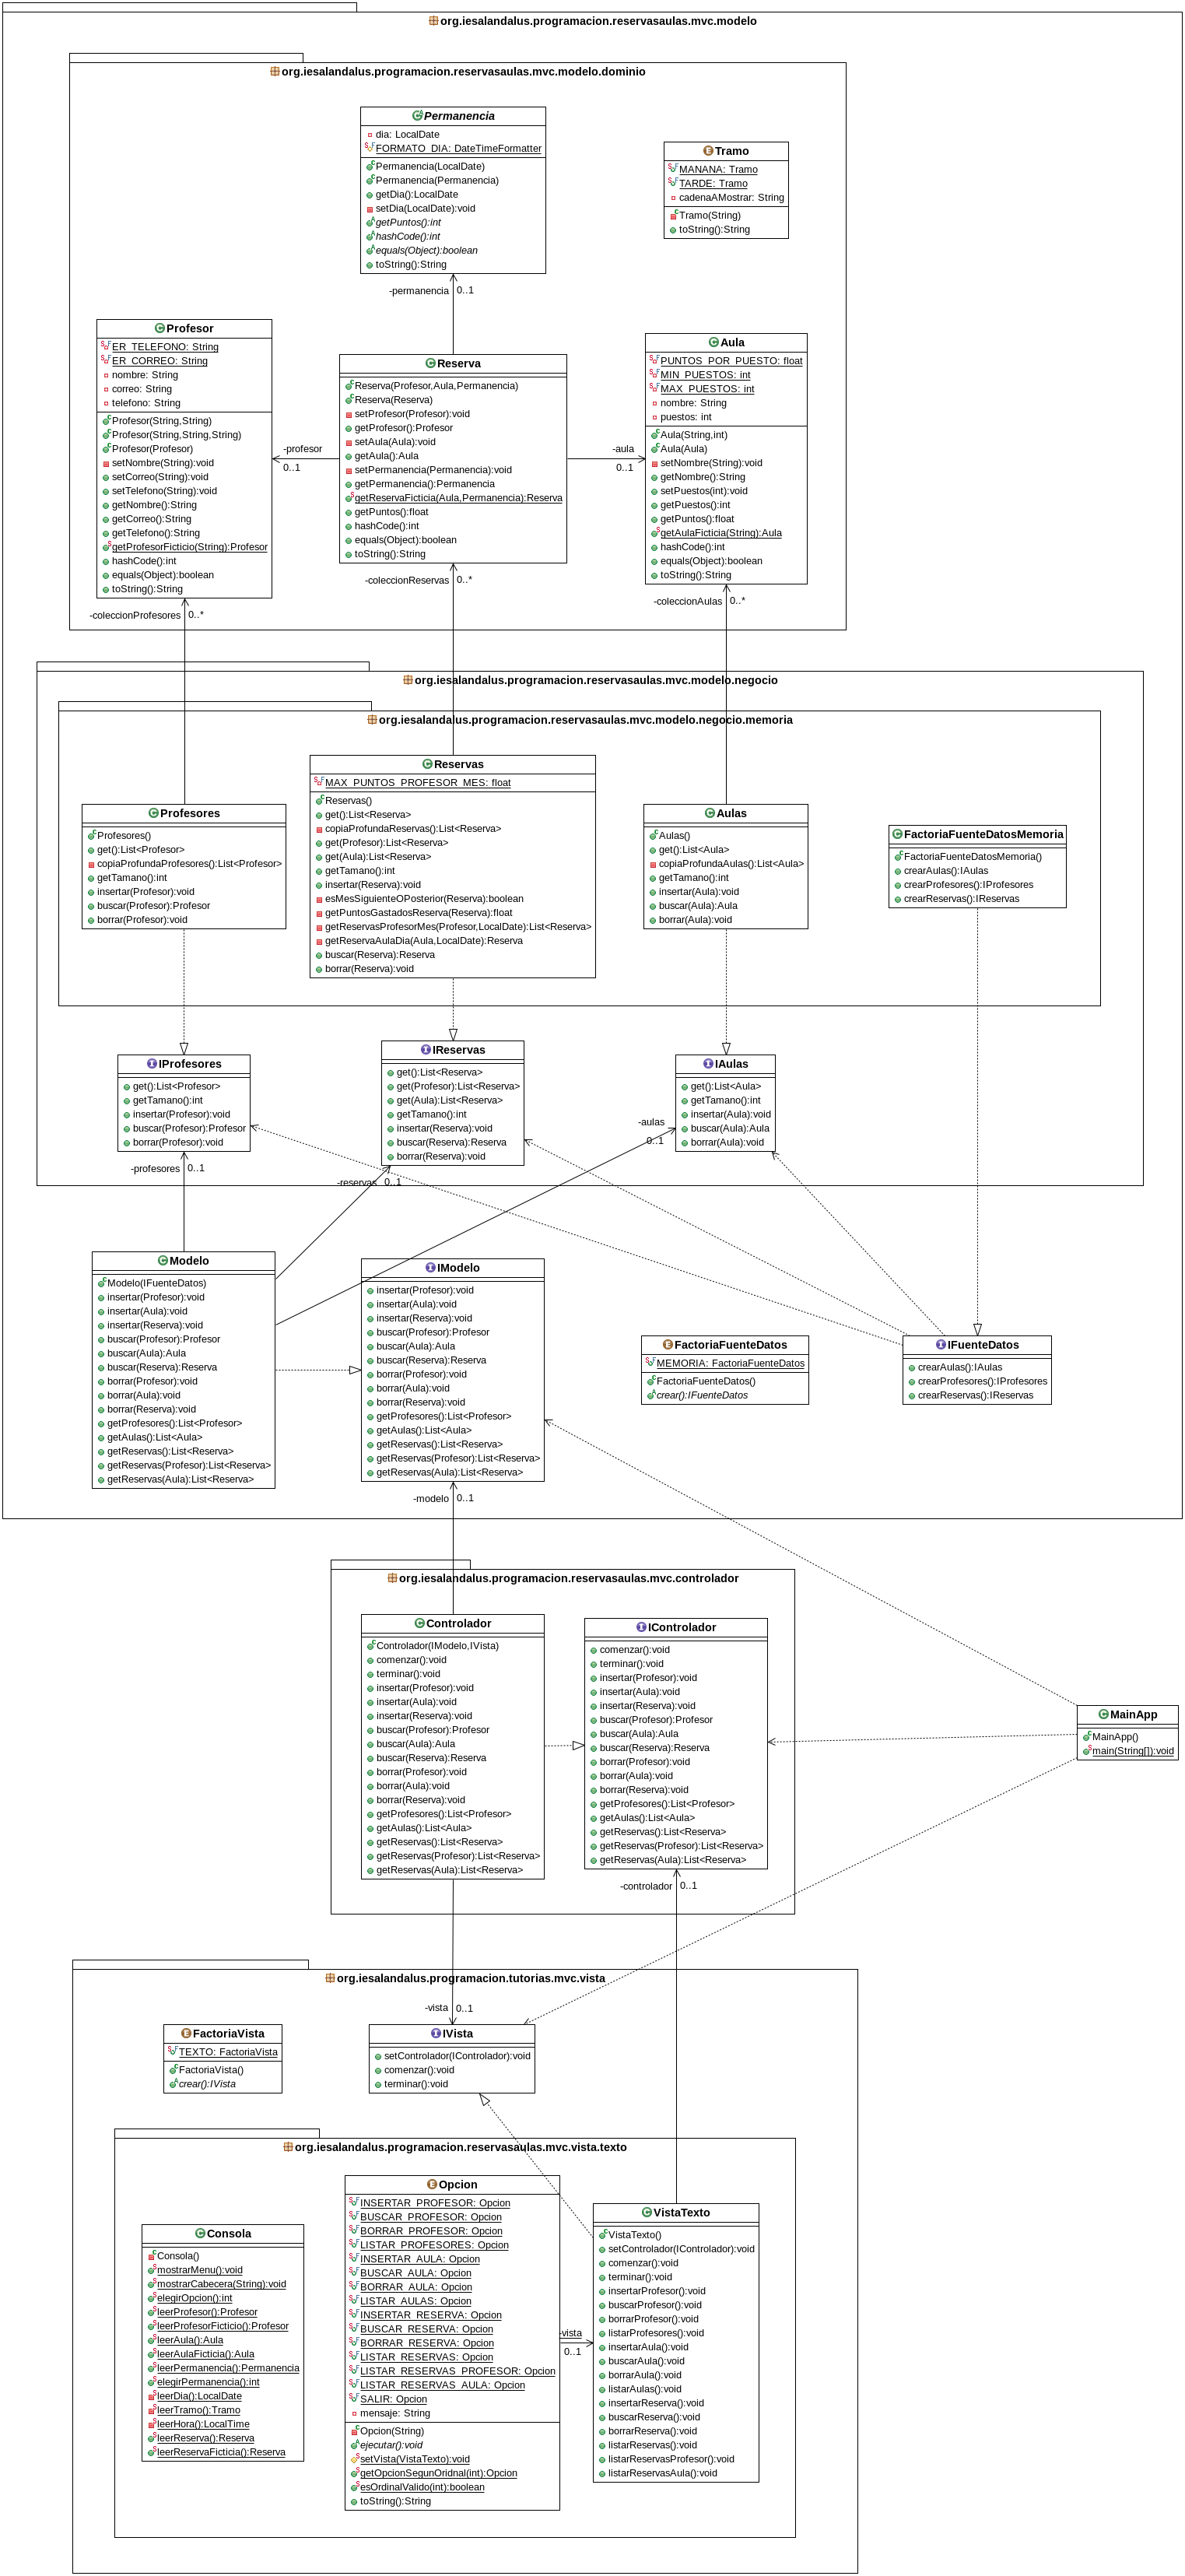 org.iesalandalus.programacion.reservasaulas.mvc.modelo
org.iesalandalus.programacion.reservasaulas.mvc.modelo.dominio
Permanencia
dia: LocalDate
FORMATO_DIA: DateTimeFormatter
Permanencia(LocalDate)
Permanencia(Permanencia)
getDia():LocalDate
setDia(LocalDate):void
getPuntos():int
hashCode():int
equals(Object):boolean
toString():String
Tramo
MANANA: Tramo
TARDE: Tramo
cadenaAMostrar: String
Tramo(String)
toString():String
-permanencia 0..1
Profesor
ER_TELEFONO: String
ER_CORREO: String
nombre: String
correo: String
telefono: String
Profesor(String,String)
Profesor(String,String,String)
Profesor(Profesor)
setNombre(String):void
setCorreo(String):void
setTelefono(String):void
getNombre():String
getCorreo():String
getTelefono():String
getProfesorFicticio(String):Profesor
hashCode():int
equals(Object):boolean
toString():String
-profesor
0..1
Reserva
Reserva(Profesor,Aula,Permanencia)
Reserva(Reserva)
setProfesor(Profesor):void
getProfesor():Profesor
setAula(Aula):void
getAula():Aula
setPermanencia(Permanencia):void
getPermanencia():Permanencia
getReservaFicticia(Aula,Permanencia):Reserva
getPuntos():float
hashCode():int
equals(Object):boolean
toString():String
-aula
0..1
Aula
PUNTOS_POR_PUESTO: float
MIN_PUESTOS: int
MAX_PUESTOS: int
nombre: String
puestos: int
Aula(String,int)
Aula(Aula)
setNombre(String):void
getNombre():String
setPuestos(int):void
getPuestos():int
getPuntos():float
getAulaFicticia(String):Aula
hashCode():int
equals(Object):boolean
toString():String
-coleccionProfesores 0..*
-coleccionReservas 0..*
-coleccionAulas 0..*
org.iesalandalus.programacion.reservasaulas.mvc.modelo.negocio
org.iesalandalus.programacion.reservasaulas.mvc.modelo.negocio.memoria
Profesores
Profesores()
get():List<Profesor>
copiaProfundaProfesores():List<Profesor>
getTamano():int
insertar(Profesor):void
buscar(Profesor):Profesor
borrar(Profesor):void
Reservas
MAX_PUNTOS_PROFESOR_MES: float
Reservas()
get():List<Reserva>
copiaProfundaReservas():List<Reserva>
get(Profesor):List<Reserva>
get(Aula):List<Reserva>
getTamano():int
insertar(Reserva):void
esMesSiguienteOPosterior(Reserva):boolean
getPuntosGastadosReserva(Reserva):float
getReservasProfesorMes(Profesor,LocalDate):List<Reserva>
getReservaAulaDia(Aula,LocalDate):Reserva
buscar(Reserva):Reserva
borrar(Reserva):void
Aulas
Aulas()
get():List<Aula>
copiaProfundaAulas():List<Aula>
getTamano():int
insertar(Aula):void
buscar(Aula):Aula
borrar(Aula):void
FactoriaFuenteDatosMemoria
FactoriaFuenteDatosMemoria()
crearAulas():IAulas
crearProfesores():IProfesores
crearReservas():IReservas
IProfesores
get():List<Profesor>
getTamano():int
insertar(Profesor):void
buscar(Profesor):Profesor
borrar(Profesor):void
IReservas
get():List<Reserva>
get(Profesor):List<Reserva>
get(Aula):List<Reserva>
getTamano():int
insertar(Reserva):void
buscar(Reserva):Reserva
borrar(Reserva):void
IAulas
get():List<Aula>
getTamano():int
insertar(Aula):void
buscar(Aula):Aula
borrar(Aula):void
-aulas
0..1
-profesores 0..1
-reservas 0..1
Modelo
Modelo(IFuenteDatos)
insertar(Profesor):void
insertar(Aula):void
insertar(Reserva):void
buscar(Profesor):Profesor
buscar(Aula):Aula
buscar(Reserva):Reserva
borrar(Profesor):void
borrar(Aula):void
borrar(Reserva):void
getProfesores():List<Profesor>
getAulas():List<Aula>
getReservas():List<Reserva>
getReservas(Profesor):List<Reserva>
getReservas(Aula):List<Reserva>
IModelo
insertar(Profesor):void
insertar(Aula):void
insertar(Reserva):void
buscar(Profesor):Profesor
buscar(Aula):Aula
buscar(Reserva):Reserva
borrar(Profesor):void
borrar(Aula):void
borrar(Reserva):void
getProfesores():List<Profesor>
getAulas():List<Aula>
getReservas():List<Reserva>
getReservas(Profesor):List<Reserva>
getReservas(Aula):List<Reserva>
FactoriaFuenteDatos
MEMORIA: FactoriaFuenteDatos
FactoriaFuenteDatos()
crear():IFuenteDatos
IFuenteDatos
crearAulas():IAulas
crearProfesores():IProfesores
crearReservas():IReservas
-modelo 0..1
org.iesalandalus.programacion.reservasaulas.mvc.controlador
Controlador
Controlador(IModelo,IVista)
comenzar():void
terminar():void
insertar(Profesor):void
insertar(Aula):void
insertar(Reserva):void
buscar(Profesor):Profesor
buscar(Aula):Aula
buscar(Reserva):Reserva
borrar(Profesor):void
borrar(Aula):void
borrar(Reserva):void
getProfesores():List<Profesor>
getAulas():List<Aula>
getReservas():List<Reserva>
getReservas(Profesor):List<Reserva>
getReservas(Aula):List<Reserva>
IControlador
comenzar():void
terminar():void
insertar(Profesor):void
insertar(Aula):void
insertar(Reserva):void
buscar(Profesor):Profesor
buscar(Aula):Aula
buscar(Reserva):Reserva
borrar(Profesor):void
borrar(Aula):void
borrar(Reserva):void
getProfesores():List<Profesor>
getAulas():List<Aula>
getReservas():List<Reserva>
getReservas(Profesor):List<Reserva>
getReservas(Aula):List<Reserva>
MainApp
MainApp()
main(String[]):void
-controlador 0..1
org.iesalandalus.programacion.tutorias.mvc.vista
-vista 0..1
FactoriaVista
TEXTO: FactoriaVista
FactoriaVista()
crear():IVista
IVista
setControlador(IControlador):void
comenzar():void
terminar():void
org.iesalandalus.programacion.reservasaulas.mvc.vista.texto
Consola
Consola()
mostrarMenu():void
mostrarCabecera(String):void
elegirOpcion():int
leerProfesor():Profesor
leerProfesorFicticio():Profesor
leerAula():Aula
leerAulaFicticia():Aula
leerPermanencia():Permanencia
elegirPermanencia():int
leerDia():LocalDate
leerTramo():Tramo
leerHora():LocalTime
leerReserva():Reserva
leerReservaFicticia():Reserva
Opcion
INSERTAR_PROFESOR: Opcion
BUSCAR_PROFESOR: Opcion
BORRAR_PROFESOR: Opcion
LISTAR_PROFESORES: Opcion
INSERTAR_AULA: Opcion
BUSCAR_AULA: Opcion
BORRAR_AULA: Opcion
LISTAR_AULAS: Opcion
INSERTAR_RESERVA: Opcion
BUSCAR_RESERVA: Opcion
BORRAR_RESERVA: Opcion
LISTAR_RESERVAS: Opcion
LISTAR_RESERVAS_PROFESOR: Opcion
LISTAR_RESERVAS_AULA: Opcion
SALIR: Opcion
mensaje: String
Opcion(String)
ejecutar():void
setVista(VistaTexto):void
getOpcionSegunOridnal(int):Opcion
esOrdinalValido(int):boolean
toString():String
-vista
0..1
VistaTexto
VistaTexto()
setControlador(IControlador):void
comenzar():void
terminar():void
insertarProfesor():void
buscarProfesor():void
borrarProfesor():void
listarProfesores():void
insertarAula():void
buscarAula():void
borrarAula():void
listarAulas():void
insertarReserva():void
buscarReserva():void
borrarReserva():void
listarReservas():void
listarReservasProfesor():void
listarReservasAula():void